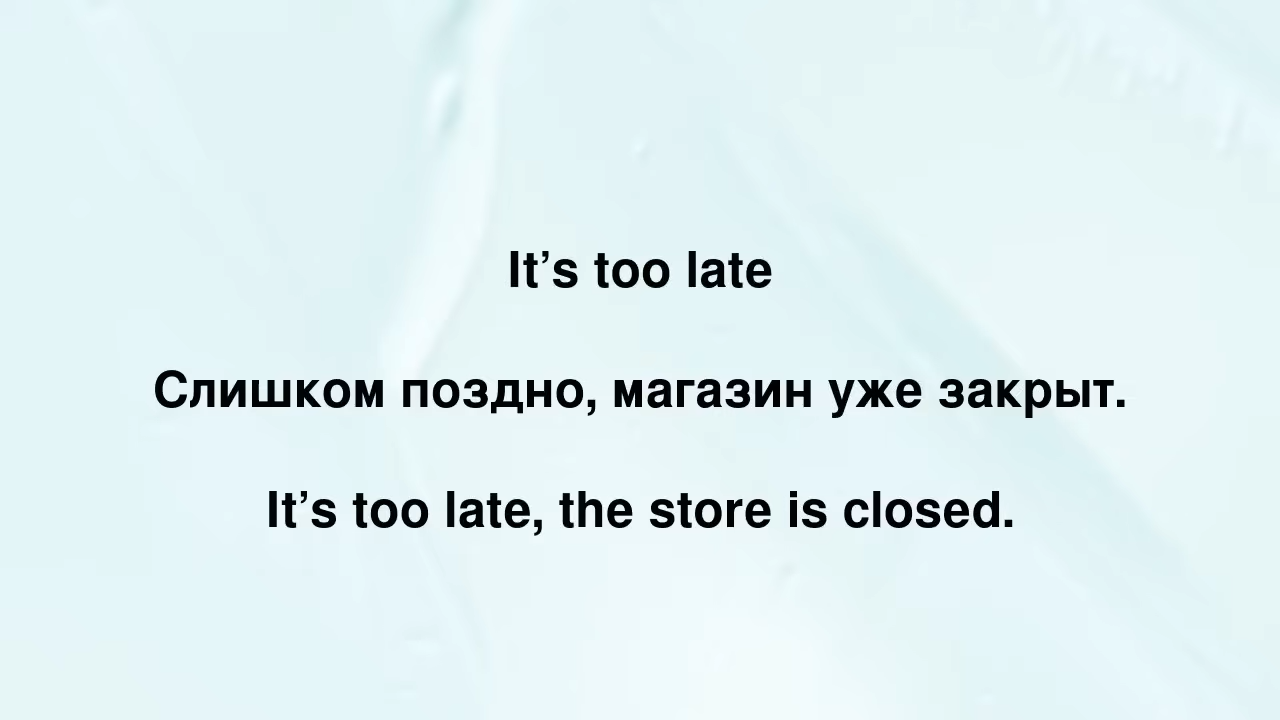 It’s too late
Слишком поздно, магазин уже закрыт.
It’s too late, the store is closed.